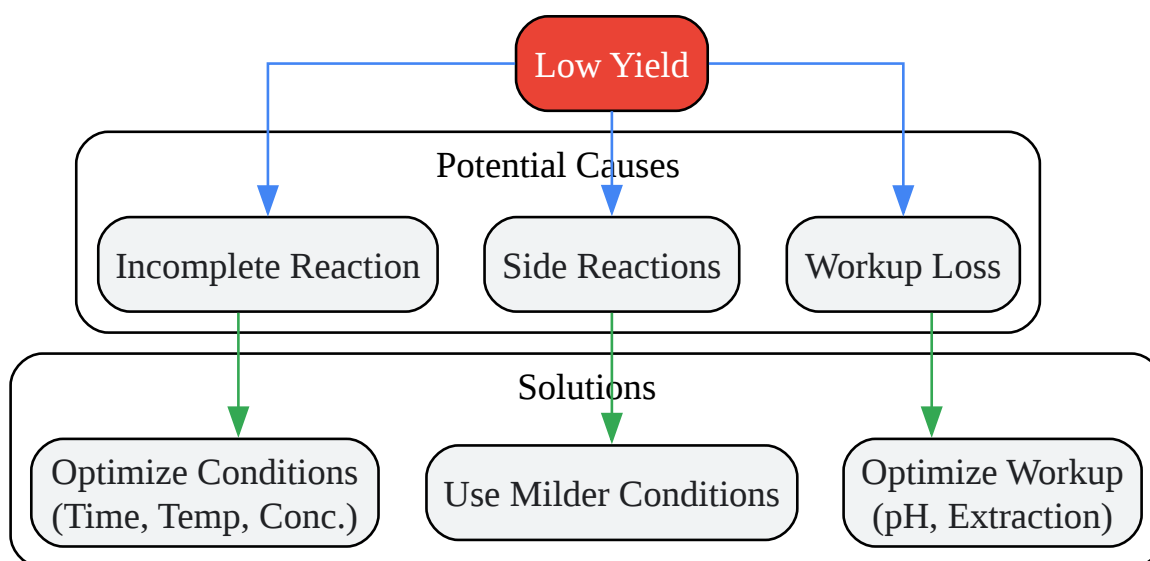 Low Yield
Potential Causes
Incomplete Reaction
Side Reactions
Workup Loss
Solutions
Optimize Conditions
(Time, Temp, Conc.)
Use Milder Conditions
Optimize Workup
(pH, Extraction)